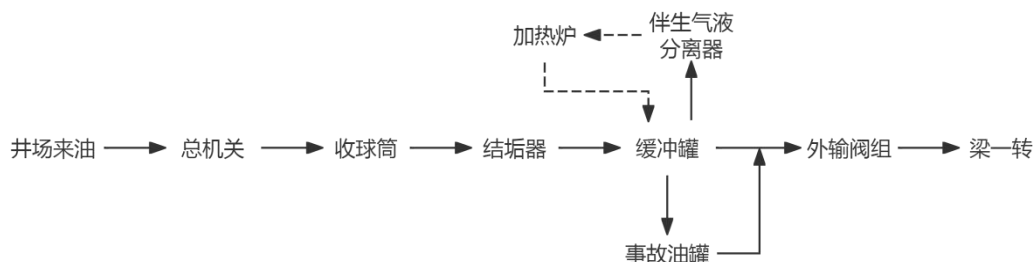 加热炉
伴生气液
分离器
井场来油
总机关
收球筒
结垢器
缓冲罐
外输阀组
梁一转
事故油罐